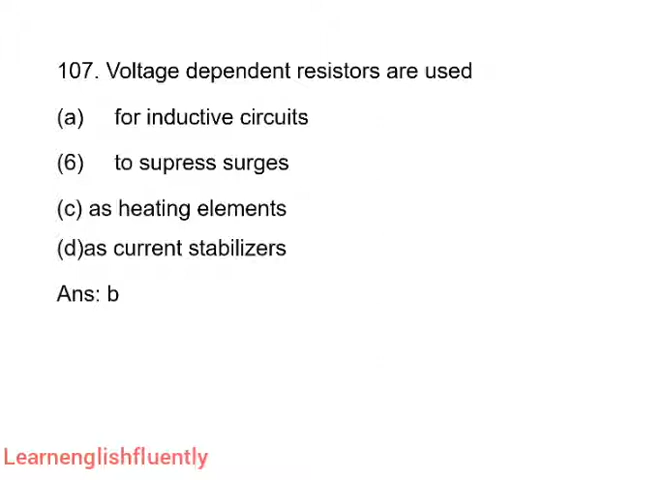 107. Voltage dependent resistors are used
(a) for inductive circuits
(6) to supress surges
(c) as heating elements
(d)as current stabilizers
Ans: b
Learnenglishfluently